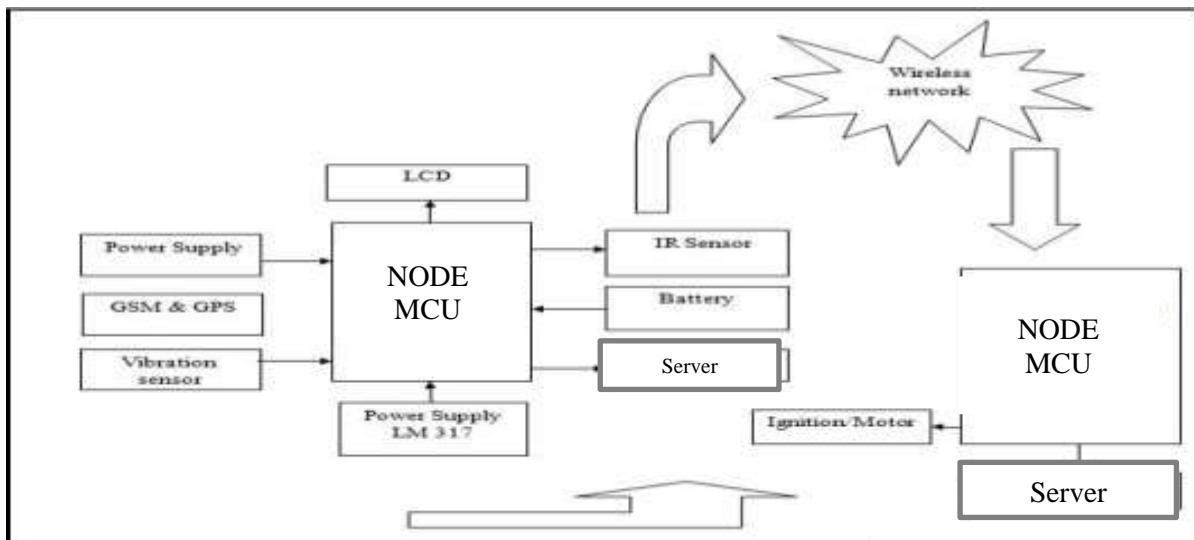 Wireless
network
LCD
Power Supply
IR Sensor
NODE
MCU
GSM & GPS
Battery
Vibration
sensor
Server
Power Supply
LM 317
NODE
MCU
Ignition/Motor
Server